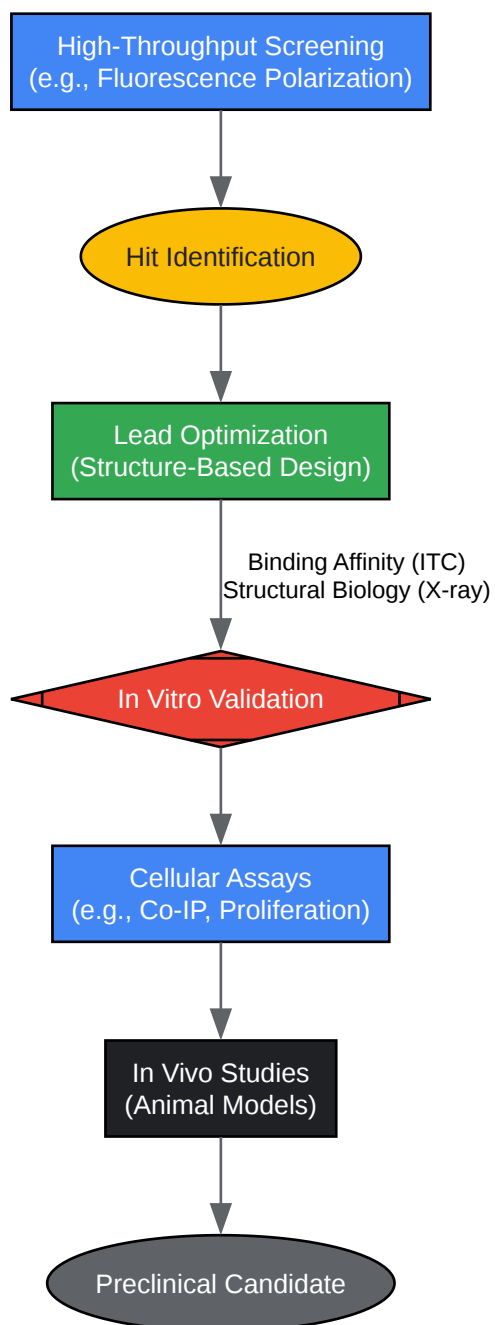 High-Throughput Screening
(e.g., Fluorescence Polarization)
Hit Identification
Lead Optimization
(Structure-Based Design)
Binding Affinity (ITC)
Structural Biology (X-ray)
In Vitro Validation
Cellular Assays
(e.g., Co-IP, Proliferation)
In Vivo Studies
(Animal Models)
Preclinical Candidate